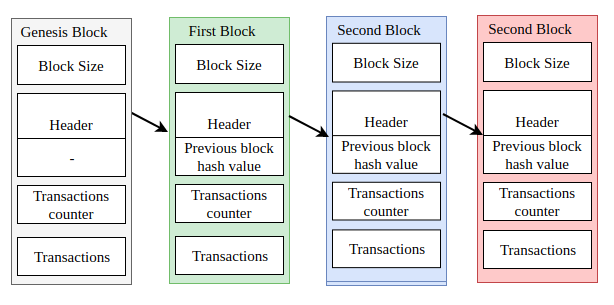 Genesis Block
Block Size
Header
-
Transactions
counter
Transactions
First Block
Block Size
Header
Previous block
hash value
Transactions
counter
Transactions
Second Block
Block Size
Header
Previous block
hash value
Transactions
counter
Transactions
Second Block
Block Size
Header
Previous block
hash value
Transactions
counter
Transactions